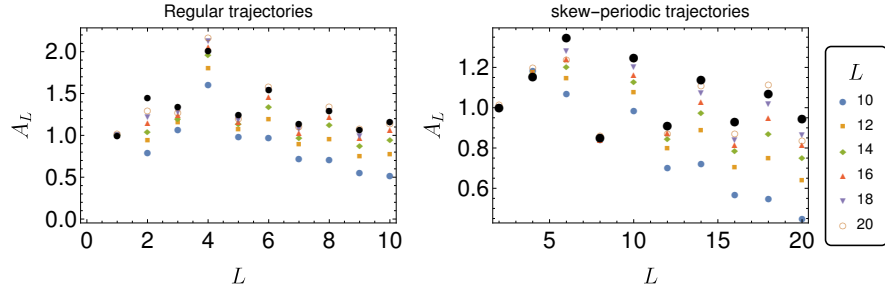 Regular trajectories
A_L
2.0
1.5
1.0
0.5
0.0
0 2 4 6 8 10
L
skew-periodic trajectories
A_L
1.2
1.0
0.8
0.6
5 10 15 20
L
L
10
12
14
16
18
20